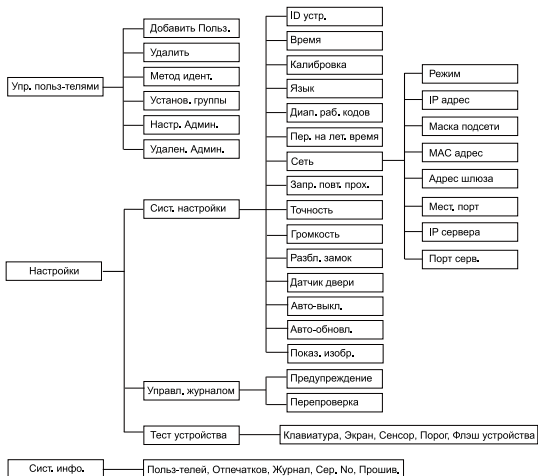 Упр. польз-телями
Добавить Польз.
Удалить
Метод идент.
Установ. группы
Настр. Админ.
Удален. Админ.
Настройки
Сист. настройки
ID устр.
Время
Калибровка
Язык
Диап. раб. кодов
Пер. на лет. время
Сеть
Режим
IP адрес
Маска подсети
MAC адрес
Адрес шлюза
Мест. порт
IP сервера
Порт серв.
Запр. повт. прох.
Точность
Громкость
Разбл. замок
Датчик двери
Авто-выкл.
Авто-обновл.
Показ. изобр.
Управл. журналом
Предупреждение
Перепроверка
Тест устройства
Клавиатура, Экран, Сенсор, Порог, Флэш устройства
Сист. инфо.
Польз-телей, Отпечатков, Журнал, Сер. No, Прошив.